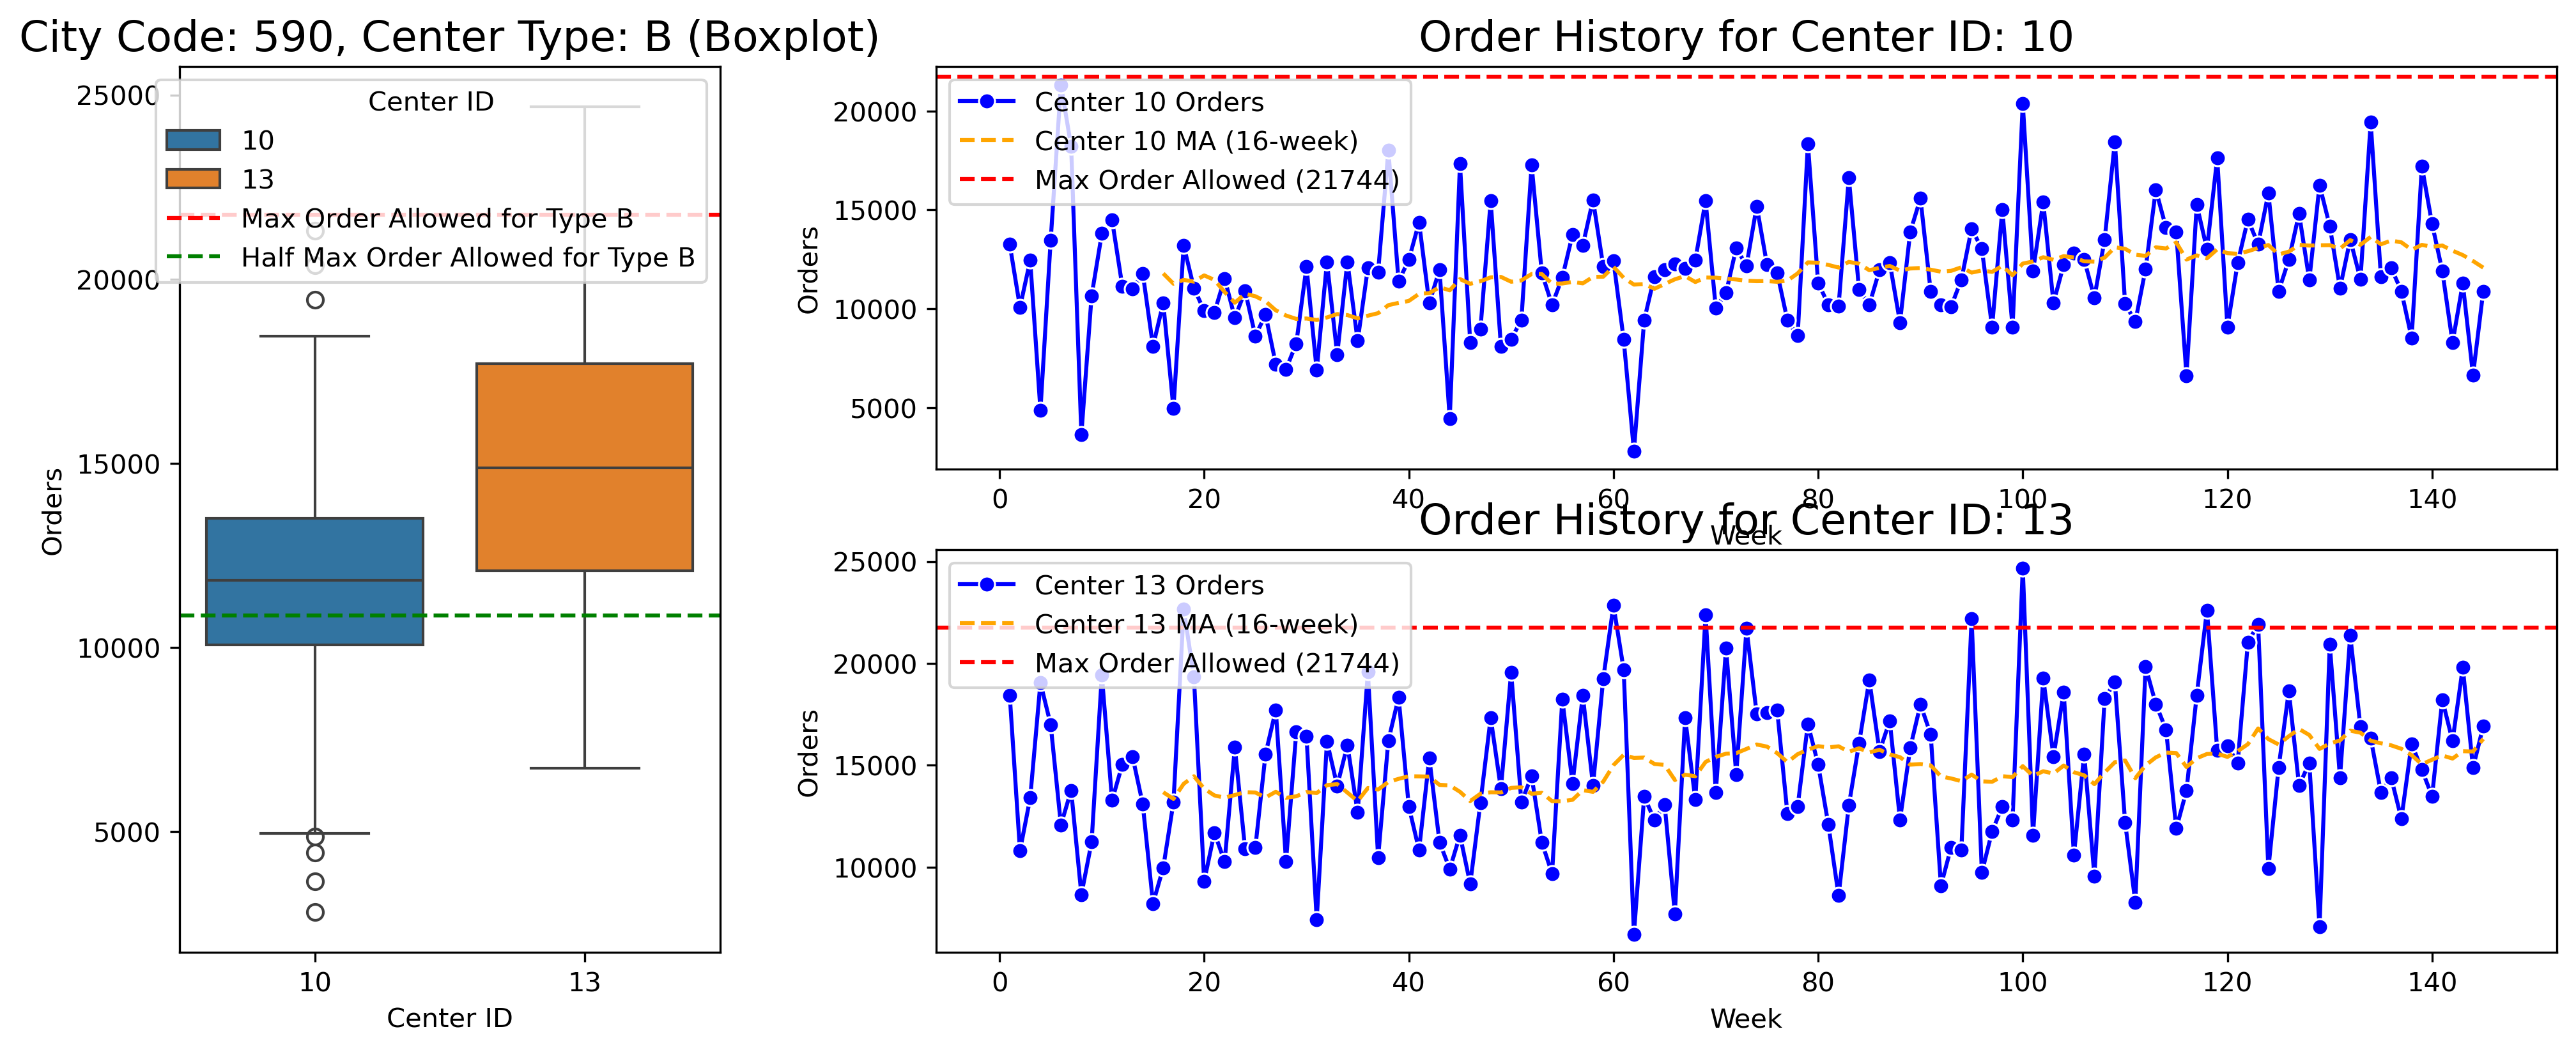 City Code: 590, Center Type: B (Boxplot)
Center ID
10
13
Max Order Allowed for Type B
Half Max Order Allowed for Type B
25000
20000
15000
10000
5000
Orders
10
13
Center ID
Order History for Center ID: 10
Center 10 Orders
Center 10 MA (16-week)
Max Order Allowed (21744)
20000
15000
10000
5000
Orders
0
20
40
60
80
100
120
140
Week
Order History for Center ID: 13
Center 13 Orders
Center 13 MA (16-week)
Max Order Allowed (21744)
25000
20000
15000
10000
Orders
0
20
40
60
80
100
120
140
Week